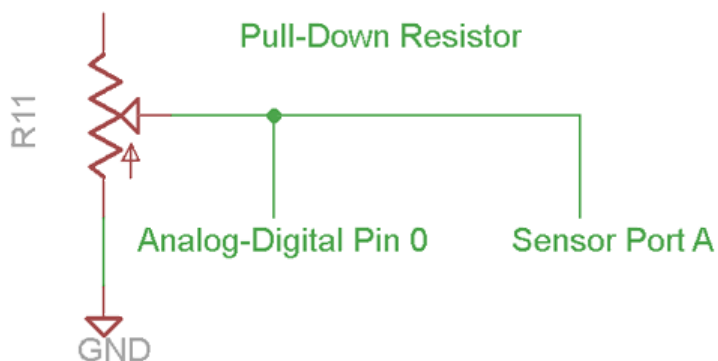 Pull-Down Resistor
R11
Analog-Digital Pin 0
Sensor Port A
GND